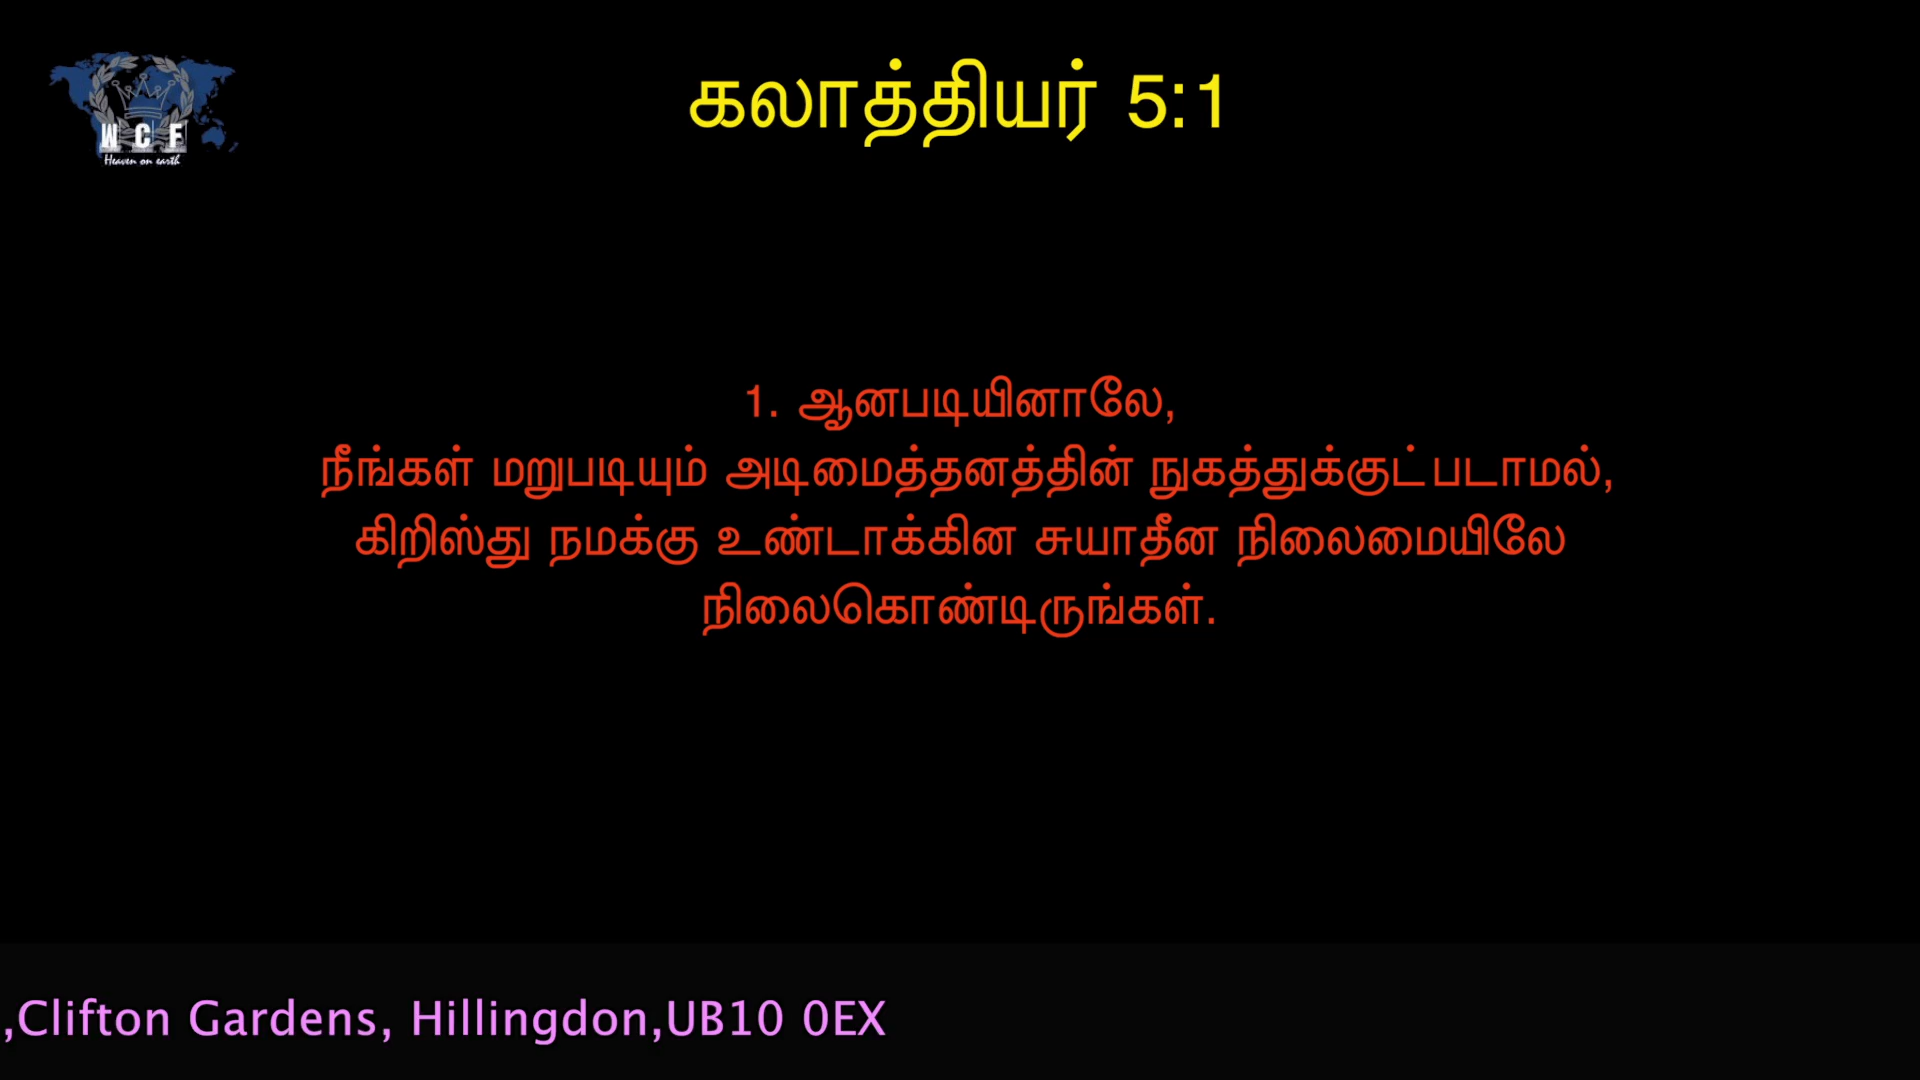 W C F
Heaven on earth
கலாத்தியர் 5:1
1. ஆனபடியினாலே,
நீங்கள் மறுபடியும் அடிமைத்தனத்தின் நுகத்துக்குட்படாமல்,
கிறிஸ்து நமக்கு உண்டாக்கின சுயாதீன நிலைமையிலே
நிலைகொண்டிருங்கள்.
,Clifton Gardens, Hillingdon,UB10 0EX